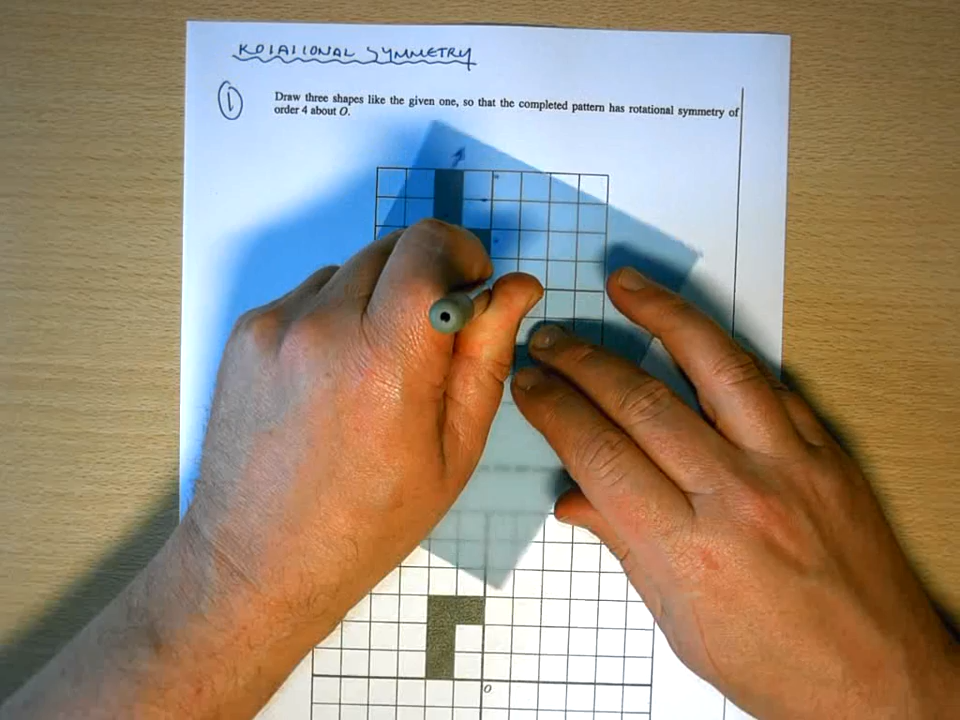 ROTATIONAL SYMMETRY
1
Draw three shapes like the given one, so that the completed pattern has rotational symmetry of
order 4 about O.
O